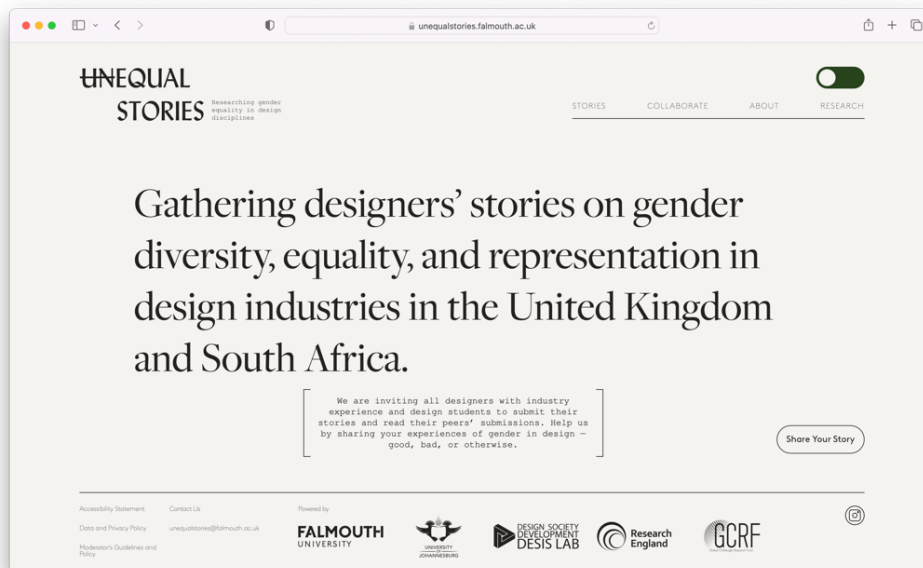 unequalstories.falmouth.ac.uk
UNEQUAL
STORIES
Researching gender
equality in design
disciplines
STORIES COLLABORATE ABOUT RESEARCH
Gathering designers’ stories on gender
diversity, equality, and representation in
design industries in the United Kingdom
and South Africa.
We are inviting all designers with industry
experience and design students to submit their
stories and read their peers’ submissions. Help us
by sharing your experiences of gender in design —
good, bad, or otherwise.
Share Your Story
Accessibility Statement
Data and Privacy Policy
Moderator's Guidelines and
Policy
Contact Us
unequalstories@falmouth.ac.uk
Powered by
FALMOUTH
UNIVERSITY
UNIVERSITY
OF
JOHANNESBURG
DESIGN SOCIETY
DEVELOPMENT
DESIS LAB
Research
England
GCRF
Global Challenges Research Fund